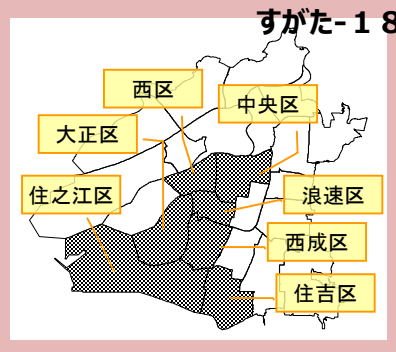 すがた-１８
西区
中央区
大正区
住之江区
浪速区
西成区
住吉区